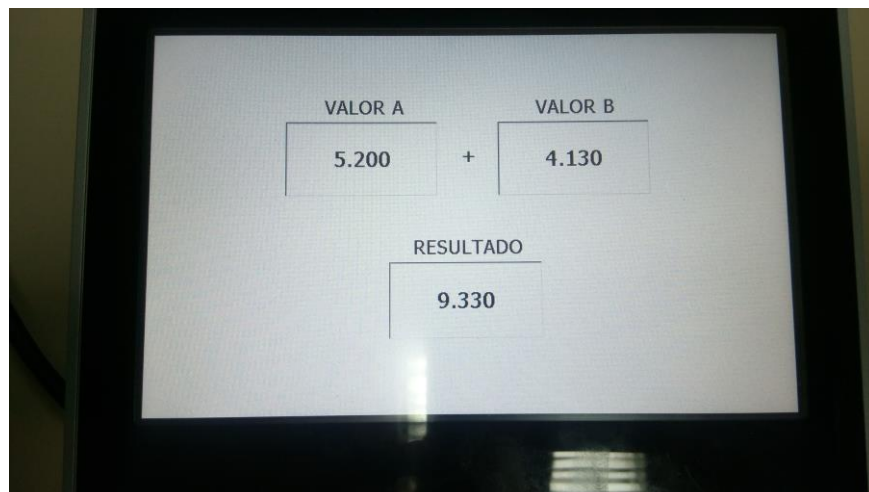 VALOR A VALOR B
5.200 + 4.130
RESULTADO
9.330